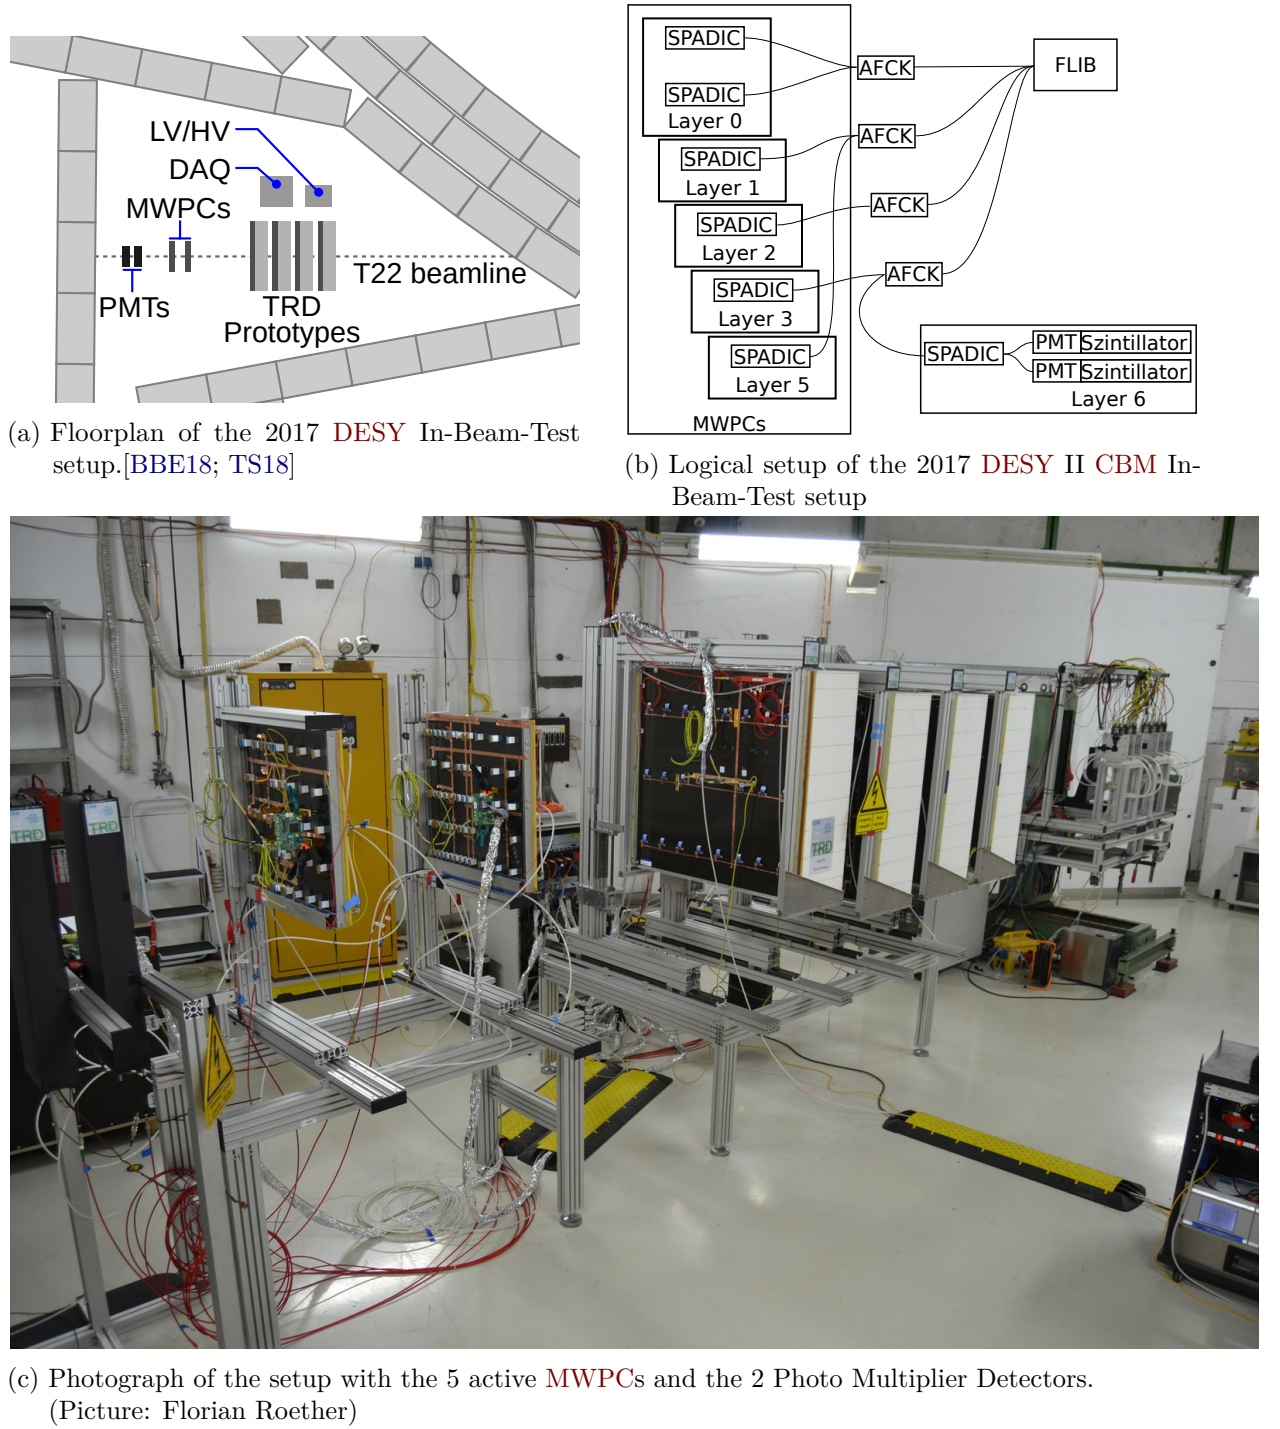 LV/HV
DAQ
MWPCs
PMTs
TRD
Prototypes
T22 beamline
(a) Floorplan of the 2017 DESY In-Beam-Test
setup.[BBE18; TS18]
SPADIC
SPADIC
Layer 0
SPADIC
Layer 1
SPADIC
Layer 2
SPADIC
Layer 3
SPADIC
Layer 5
MWPCs
AFCK
AFCK
AFCK
AFCK
FLIB
SPADIC
PMT Szintillator
PMT Szintillator
Layer 6
(b) Logical setup of the 2017 DESY II CBM In-
Beam-Test setup
TRD
TRD
TRD
(c) Photograph of the setup with the 5 active MWPCs and the 2 Photo Multiplier Detectors.
(Picture: Florian Roether)